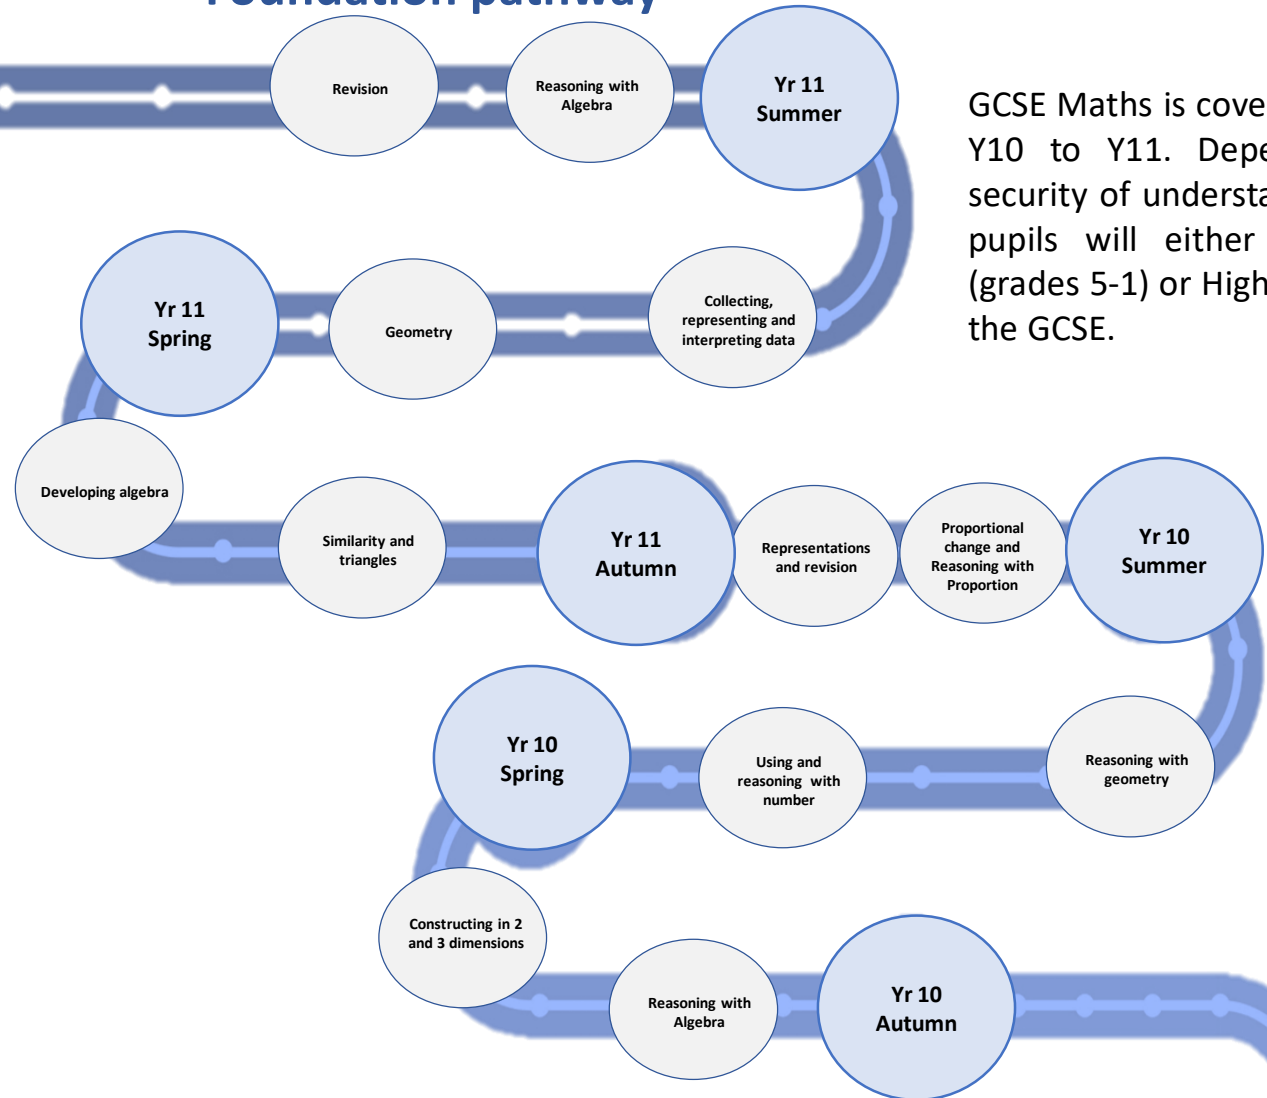 Foundation pathway
Revision
Reasoning with
Algebra
Yr 11
Summer
GCSE Maths is cove
Y10 to Y11. Depe
security of understa
pupils will either
(grades 5-1) or High
the GCSE.
Yr 11
Spring
Geometry
Collecting,
representing and
interpreting data
Developing algebra
Similarity and
triangles
Yr 11
Autumn
Representations
and revision
Proportional
change and
Reasoning with
Proportion
Yr 10
Summer
Yr 10
Spring
Using and
reasoning with
number
Reasoning with
geometry
Constructing in 2
and 3 dimensions
Reasoning with
Algebra
Yr 10
Autumn